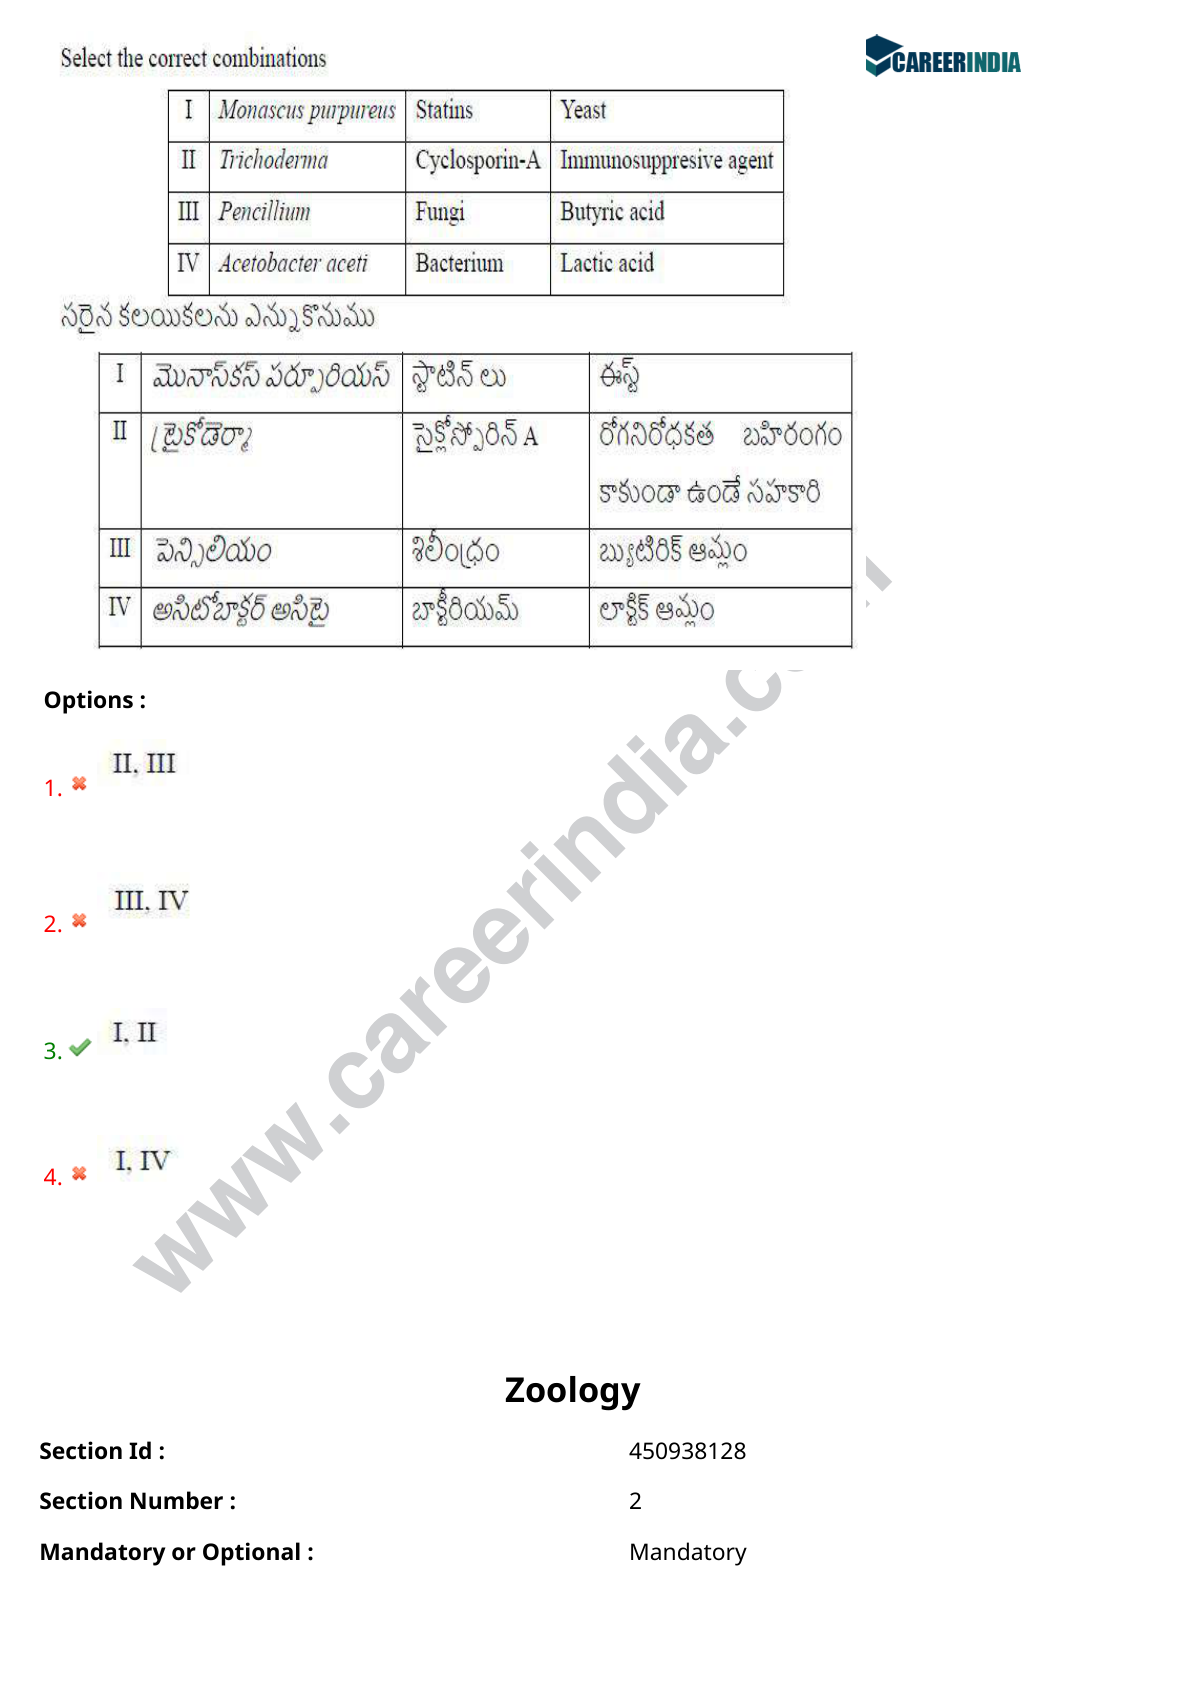 CAREERINDIA
Select the correct combinations
I Monascus purpureus Statins Yeast
II Trichoderma Cyclosporin-A Immunosuppresive agent
III Pencillium Fungi Butyric acid
IV Acetobacter aceti Bacterium Lactic acid
సరైన కలయికలను ఎన్నుకొనుము
I మొనాస్‌కస్ పర్పూరియస్ స్టాటిన్ లు ఈస్ట్
II ట్రైకోడెర్మా సైక్లోస్పోరిన్ A రోగనిరోధకత బహిరంగం
కాకుండా ఉండే సహకారి
III పెన్సిలియం శిలీంధ్రం బ్యుటిరిక్ ఆమ్లం
IV అసిటోబాక్టర్ అసిటై బాక్టీరియమ్ లాక్టిక్ ఆమ్లం
Options :
1. II, III
2. III, IV
3. I, II
4. I, IV
Zoology
Section Id : 450938128
Section Number : 2
Mandatory or Optional : Mandatory